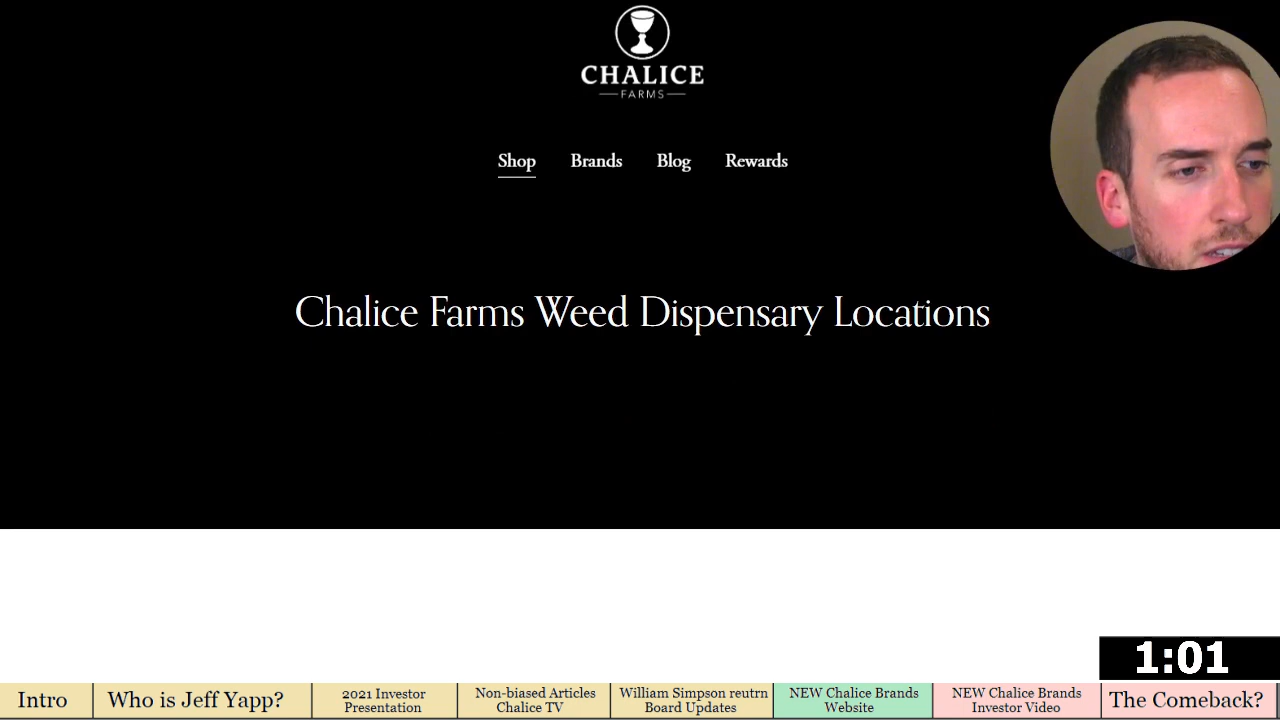 CHALICE
FARMS
Shop Brands Blog Rewards
Chalice Farms Weed Dispensary Locations
1:01
Intro
Who is Jeff Yapp?
2021 Investor
Presentation
Non-biased Articles
Chalice TV
William Simpson reutrn
Board Updates
NEW Chalice Brands
Website
NEW Chalice Brands
Investor Video
The Comeback?